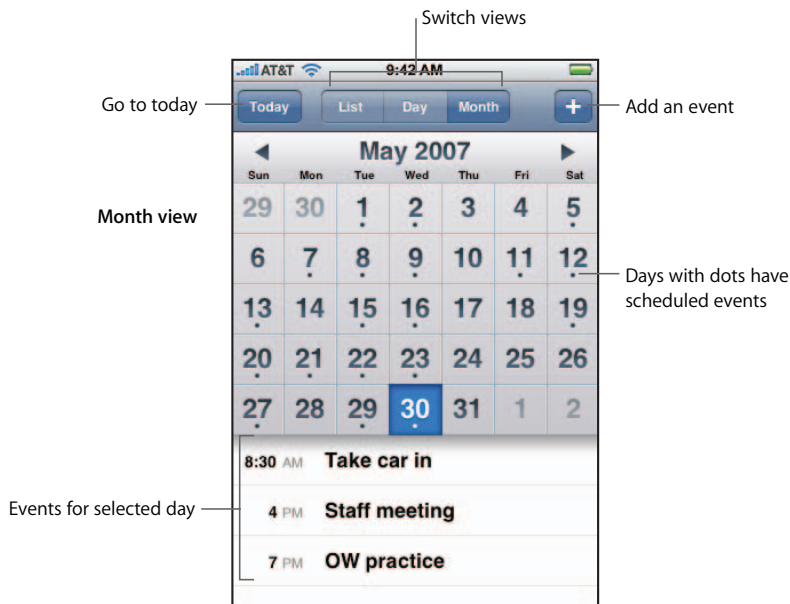 Switch views
AT&T 9:42 AM
Go to today
Today List Day Month +
Add an event
May 2007
Sun Mon Tue Wed Thu Fri Sat
Month view
29 30 1 2 3 4 5
6 7 8 9 10 11 12
Days with dots have
scheduled events
13 14 15 16 17 18 19
20 21 22 23 24 25 26
27 28 29 30 31 1 2
8:30 AM Take car in
Events for selected day
4 PM Staff meeting
7 PM OW practice